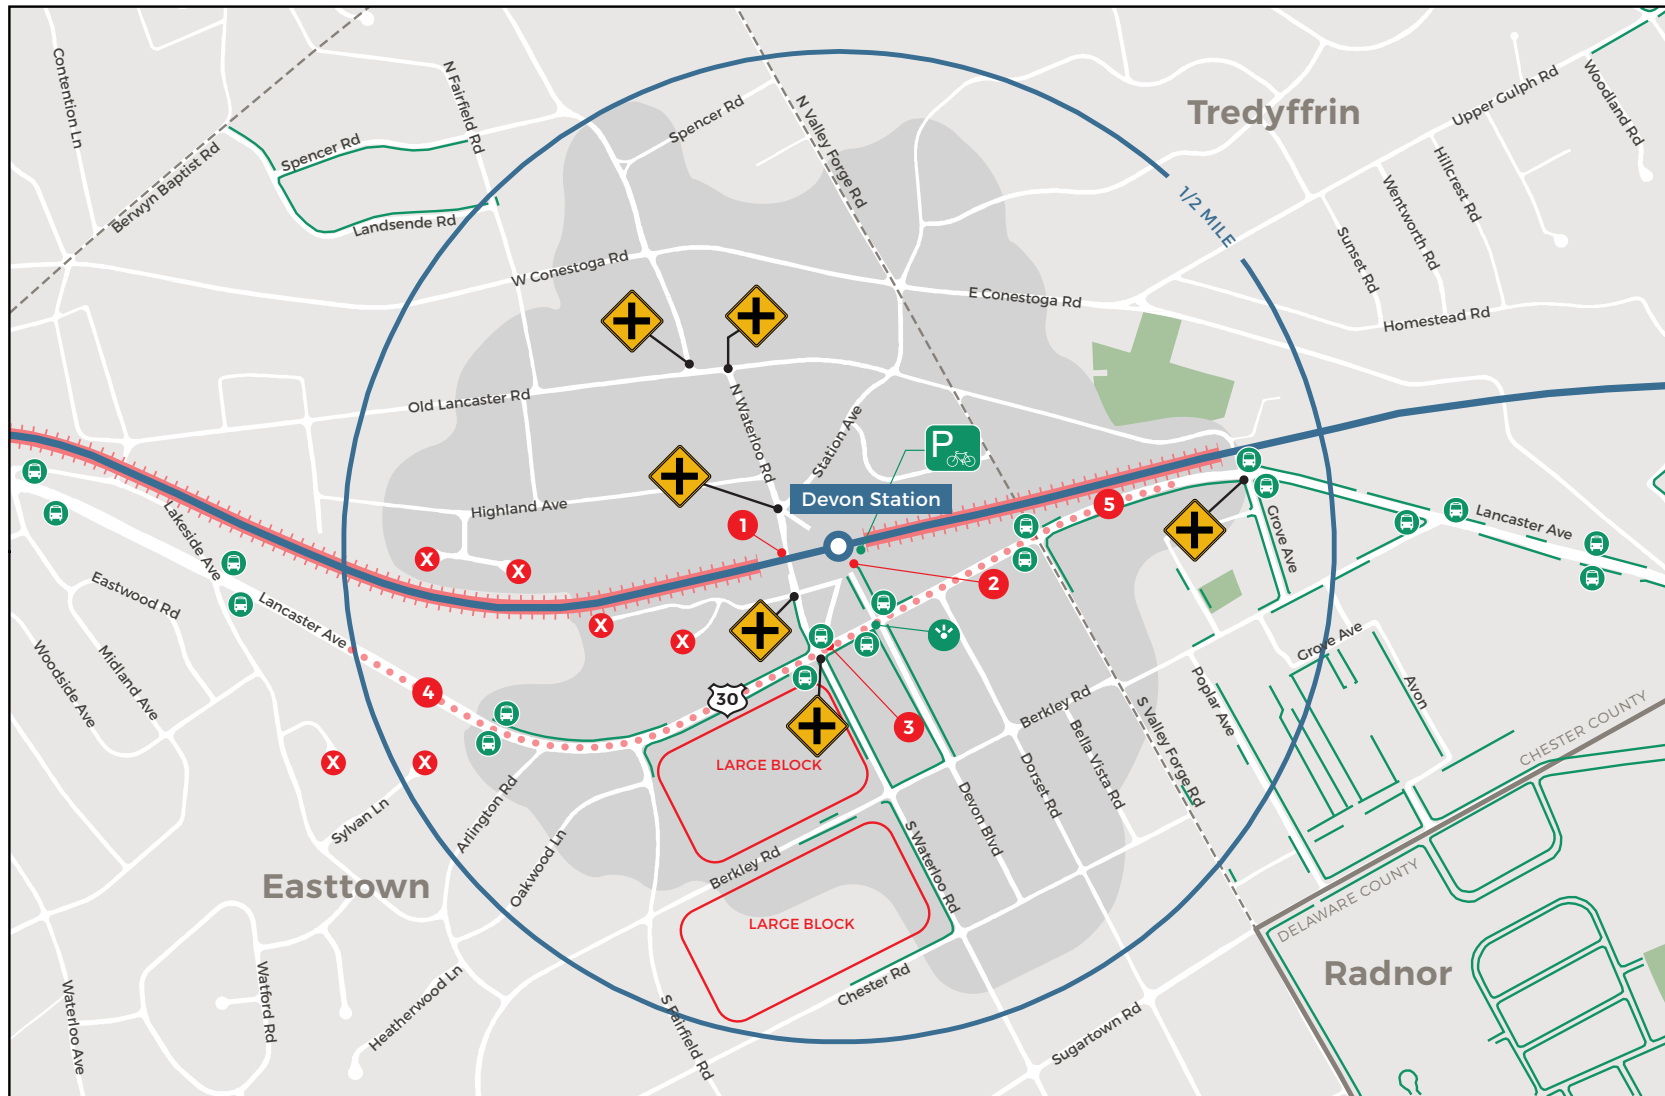 Contention Ln
N Fairfield Rd
Spencer Rd
N Valley Forge Rd
Tredyffrin
Upper Gulph Rd
Woodland Rd
Berwyn Baptist Rd
Spencer Rd
Landsende Rd
1/2 MILE
Hillcrest Rd
Wentworth Rd
Sunset Rd
W Conestoga Rd
E Conestoga Rd
Homestead Rd
Old Lancaster Rd
N Waterloo Rd
Station Ave
P
Devon Station
Highland Ave
Lakeside Ave
1
5
Grove Ave
Lancaster Ave
X
X
2
Eastwood Rd
Lancaster Ave
X
X
Woodside Ave
Midland Ave
4
30
3
Grove Ave
Berkley Rd
Poplar Ave
Avon
S Valley Forge Rd
Bella Vista Rd
Dorset Rd
CHESTER COUNTY
X
X
LARGE BLOCK
Devon Blvd
Sylvan Ln
Arlington Rd
Oakwood Ln
Berkley Rd
S Waterloo Rd
Easttown
DELAWARE COUNTY
LARGE BLOCK
Radnor
Chester Rd
Waterloo Ave
Watford Rd
Heatherwood Ln
S Fairfield Rd
Sugartown Rd